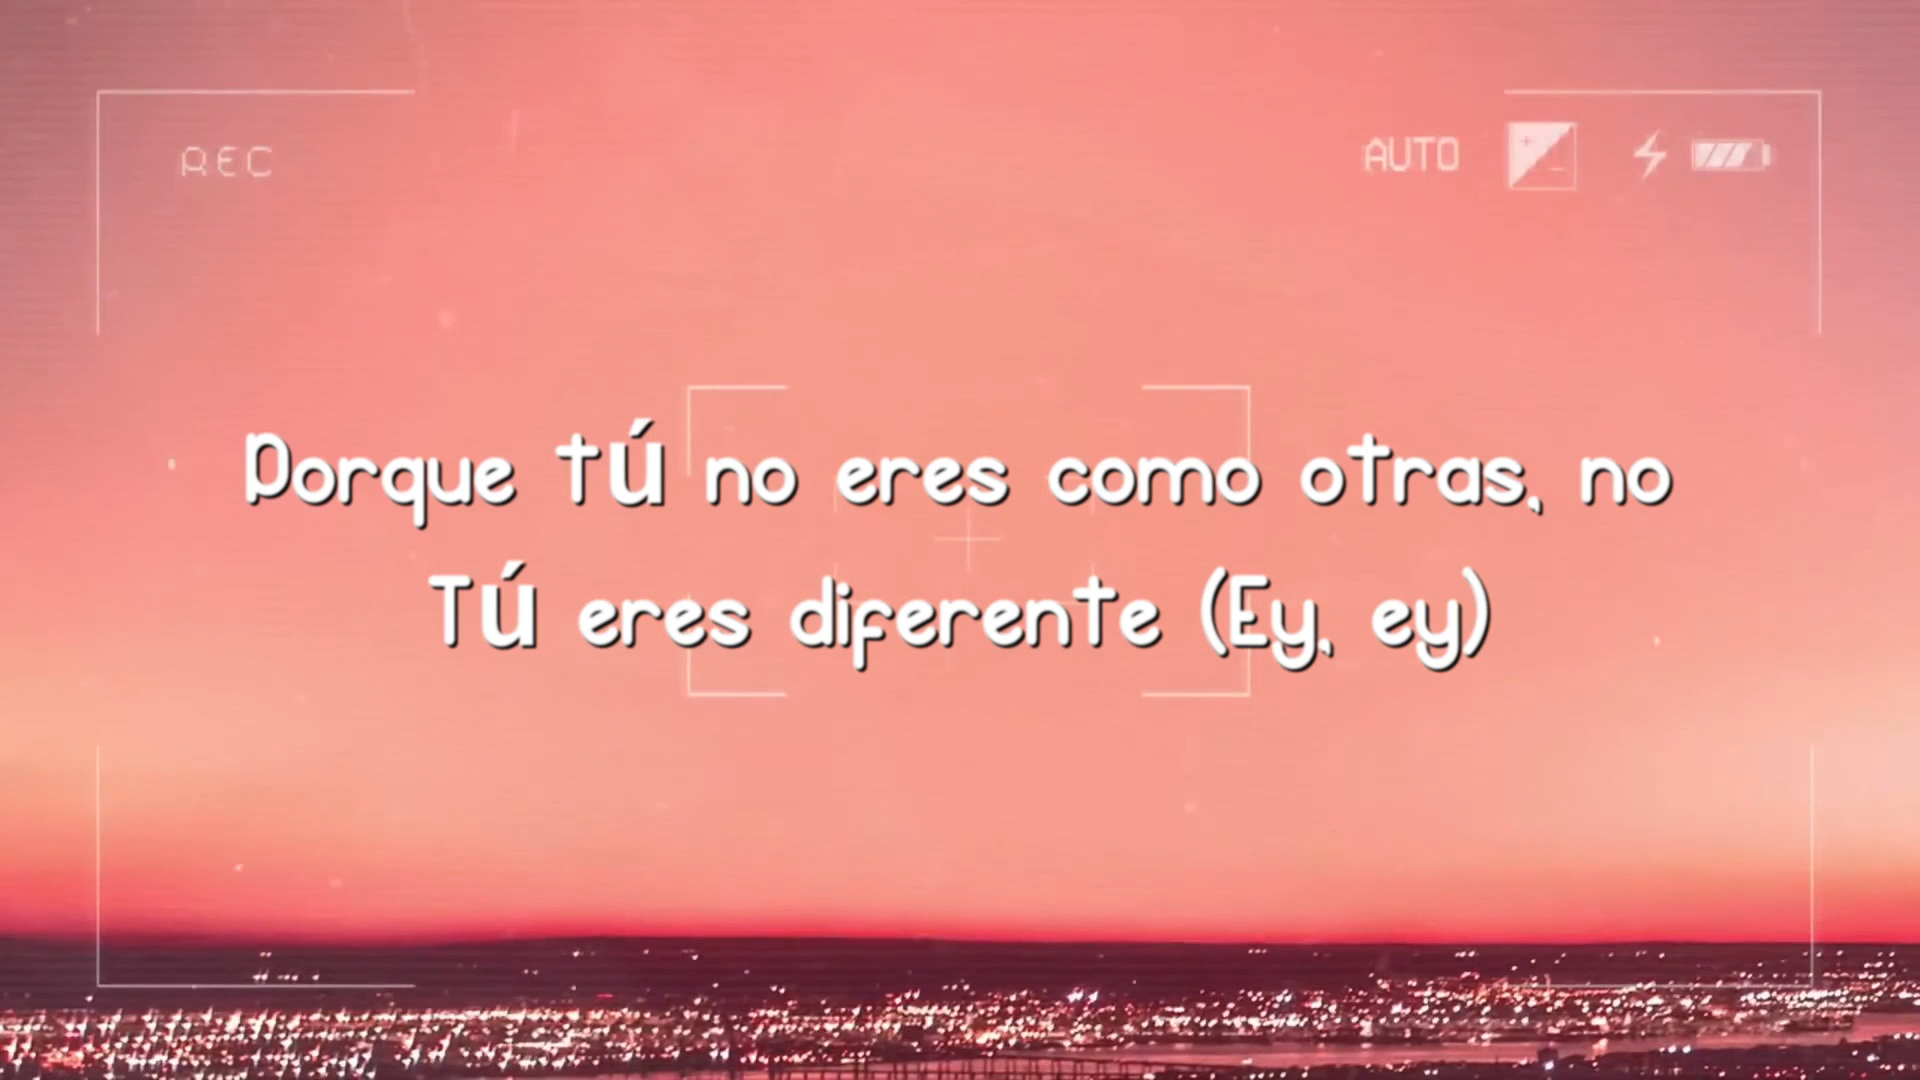 REC
AUTO
Porque tú no eres como otras, no
Tú eres diferente (Ey, ey)